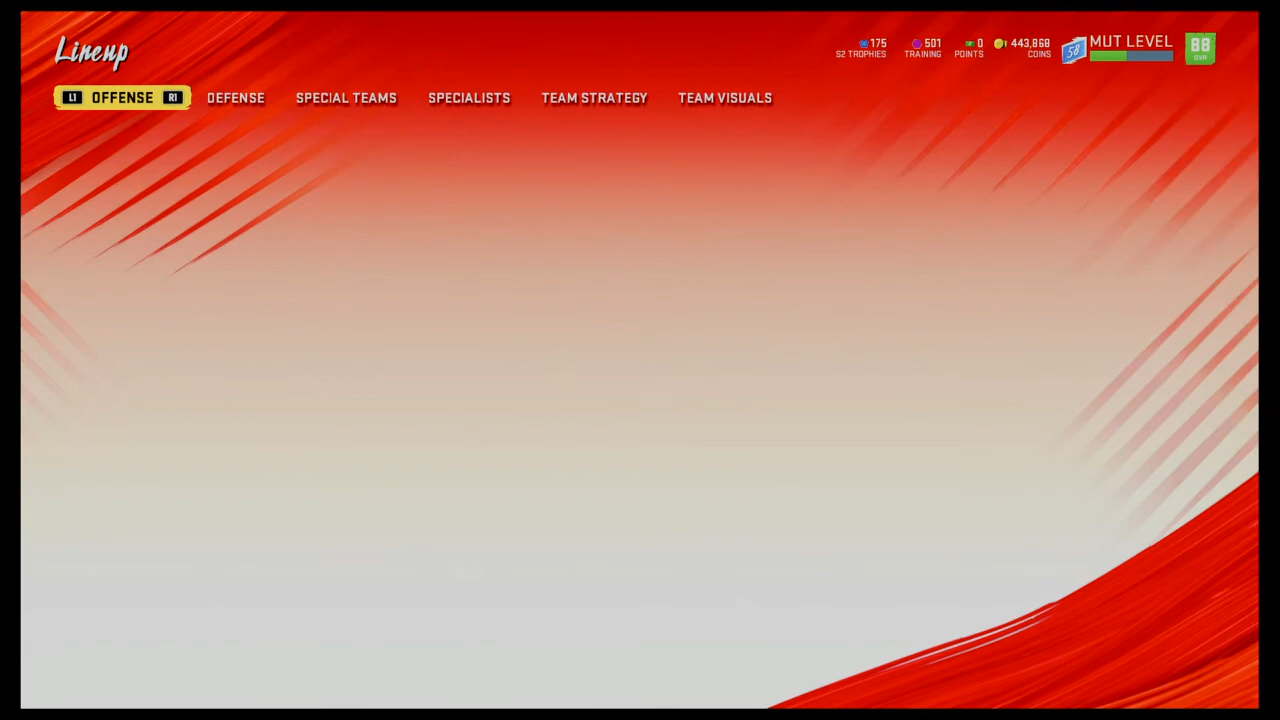 Lineup
175 501 0 443,868 MUT LEVEL 88
S2 TROPHIES TRAINING POINTS COINS 58 OVR
L1 OFFENSE R1 DEFENSE SPECIAL TEAMS SPECIALISTS TEAM STRATEGY TEAM VISUALS